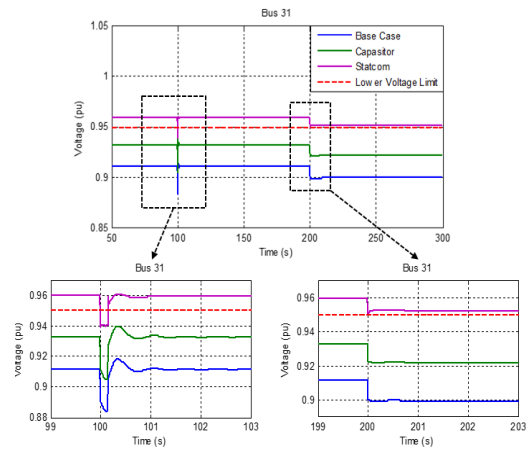 Bus 31
1.05
1
0.95
0.9
0.85
Voltage (pu)
Base Case
Capasitor
Statcom
Lower Voltage Limit
50
100
150
200
250
300
Time (s)
Bus 31
0.96
0.94
0.92
0.9
0.88
Voltage (pu)
99
100
101
102
103
Time (s)
Bus 31
0.96
0.94
0.92
0.9
Voltage (pu)
99
200
201
202
203
Time (s)